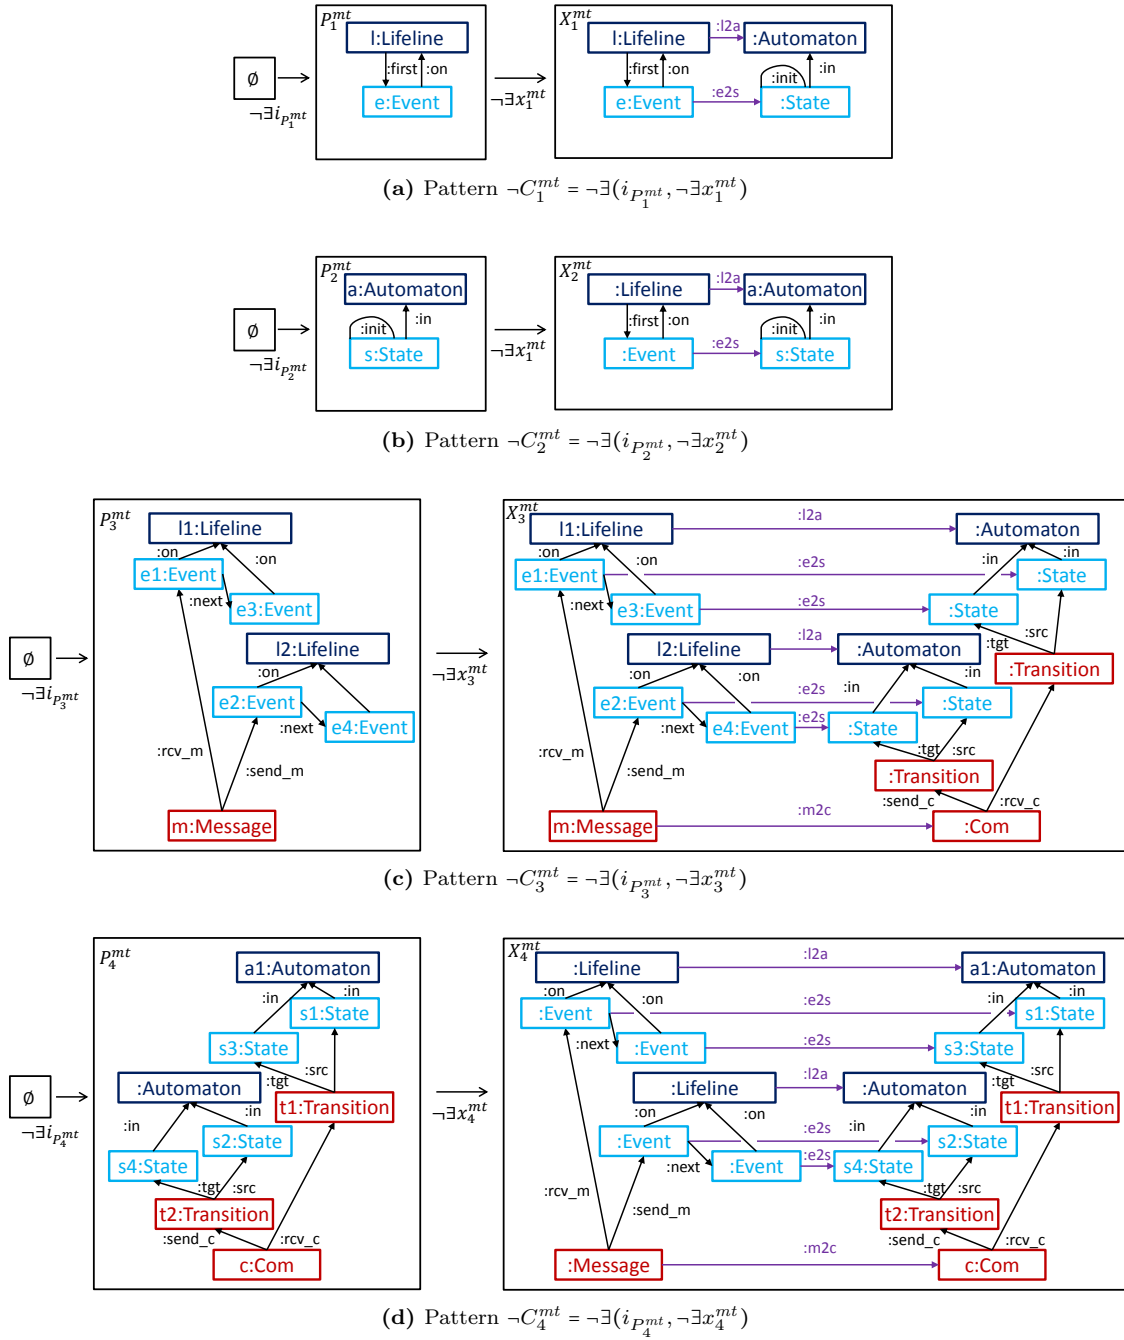 P_1^{mt}
X_1^{mt}
l:Lifeline
l:Lifeline
:l2a
:Automaton
∅
:first
:on
:first
:on
:init
:in
e:Event
e:Event
:e2s
:State
¬∃i_{P_1^{mt}}
¬∃x_1^{mt}
(a) Pattern ¬C_1^{mt} = ¬∃(i_{P_1^{mt}}, ¬∃x_1^{mt})
P_2^{mt}
X_2^{mt}
a:Automaton
:Lifeline
:l2a
a:Automaton
∅
:init
:in
:first
:on
:init
:in
s:State
:Event
:e2s
s:State
¬∃i_{P_2^{mt}}
¬∃x_1^{mt}
(b) Pattern ¬C_2^{mt} = ¬∃(i_{P_2^{mt}}, ¬∃x_2^{mt})
P_3^{mt}
l1:Lifeline
:on
:on
e1:Event
:next
e3:Event
l2:Lifeline
:on
e2:Event
:next
e4:Event
:rcv_m
:send_m
m:Message
∅
¬∃i_{P_3^{mt}}
¬∃x_3^{mt}
X_3^{mt}
l1:Lifeline
:l2a
:Automaton
:on
:on
:in
:in
e1:Event
:e2s
:State
:next
e3:Event
:e2s
:State
:src
:tgt
l2:Lifeline
:l2a
:Automaton
:Transition
:on
:on
:in
:in
e2:Event
:e2s
:State
:next
e4:Event
:e2s
:State
:rcv_m
:send_m
:tgt
:src
:Transition
:send_c
:rcv_c
m:Message
:m2c
:Com
(c) Pattern ¬C_3^{mt} = ¬∃(i_{P_3^{mt}}, ¬∃x_3^{mt})
P_4^{mt}
a1:Automaton
:in
:in
s1:State
s3:State
:src
:tgt
:Automaton
t1:Transition
:in
:in
s2:State
s4:State
:tgt
:src
t2:Transition
:send_c
:rcv_c
c:Com
∅
¬∃i_{P_4^{mt}}
¬∃x_4^{mt}
X_4^{mt}
:Lifeline
:l2a
a1:Automaton
:on
:on
:in
:in
:Event
:e2s
s1:State
:next
:Event
:e2s
s3:State
:src
:tgt
:Lifeline
:l2a
:Automaton
t1:Transition
:on
:on
:in
:in
:Event
:e2s
s2:State
:next
:Event
:e2s
s4:State
:rcv_m
:send_m
:tgt
:src
t2:Transition
:send_c
:rcv_c
:Message
:m2c
c:Com
(d) Pattern ¬C_4^{mt} = ¬∃(i_{P_4^{mt}}, ¬∃x_4^{mt})